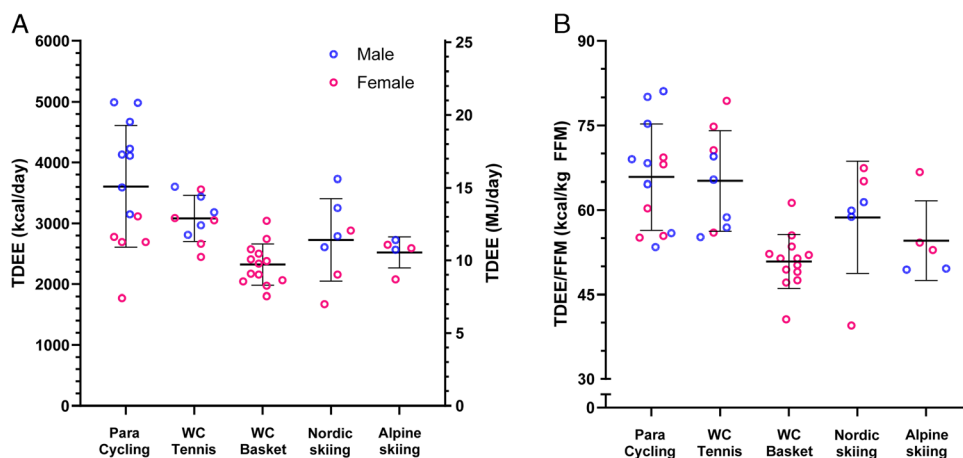 A
6000
5000
4000
3000
2000
1000
0
TDEE (kcal/day)
Male
Female
25
20
15
10
5
0
TDEE (MJ/day)
Para
Cycling
WC
Tennis
WC
Basket
Nordic
skiing
Alpine
skiing
B
90
75
60
45
30
0
TDEE/FFM (kcal/kg FFM)
Para
Cycling
WC
Tennis
WC
Basket
Nordic
skiing
Alpine
skiing